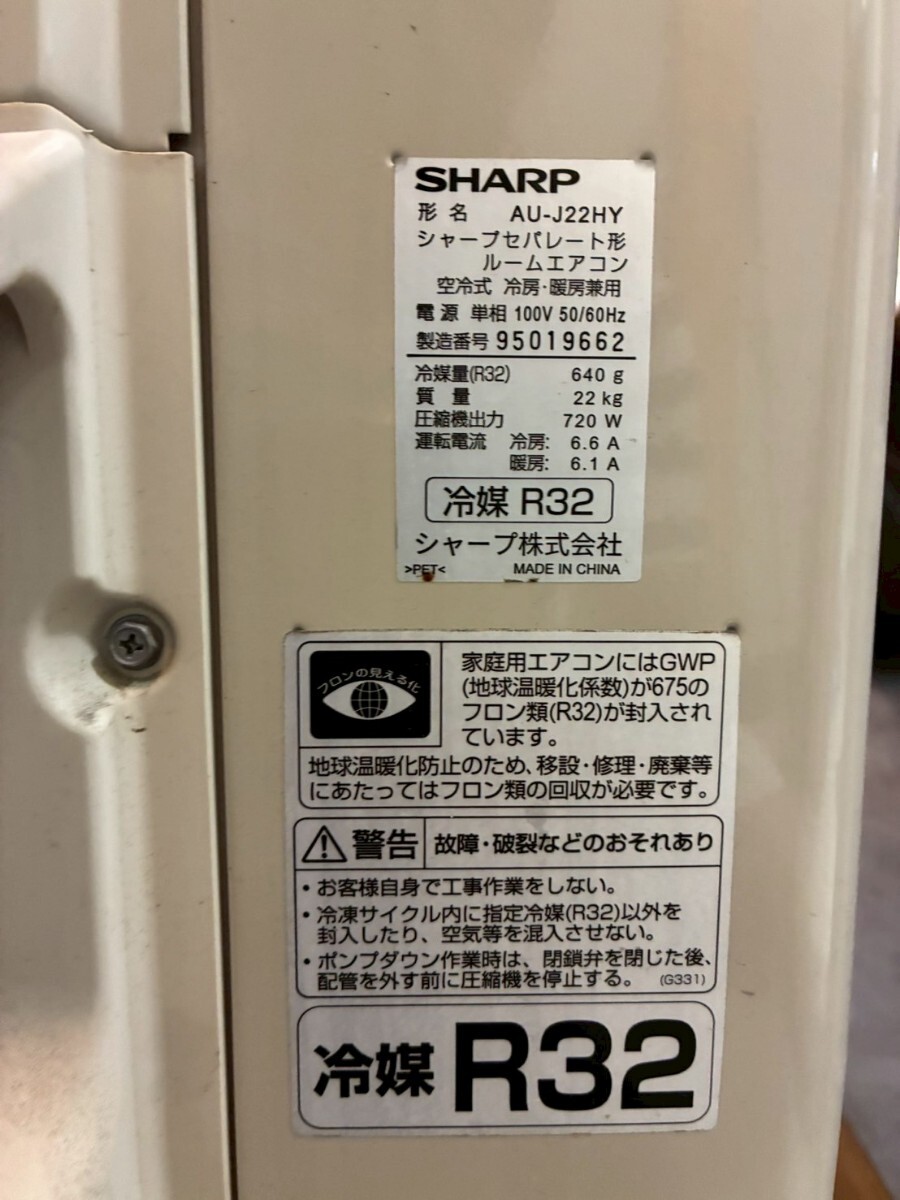 SHARP
形名 AU-J22HY
シャープセパレート形
ルームエアコン
空冷式 冷房・暖房兼用
電源 単相 100V 50/60Hz
製造番号 95019662
冷媒量(R32) 640 g
質量 22 kg
圧縮機出力 720 W
運転電流 冷房: 6.6 A
暖房: 6.1 A
冷媒 R32
シャープ株式会社
>PET< MADE IN CHINA
フロンの見える化
家庭用エアコンにはGWP
(地球温暖化係数)が675の
フロン類(R32)が封入され
ています。
地球温暖化防止のため、移設・修理・廃棄等
にあたってはフロン類の回収が必要です。
警告 故障・破裂などのおそれあり
・お客様自身で工事作業をしない。
・冷凍サイクル内に指定冷媒(R32)以外を
封入したり、空気等を混入させない。
・ポンプダウン作業時は、閉鎖弁を閉じた後、
配管を外す前に圧縮機を停止する。 (G331)
冷媒 R32